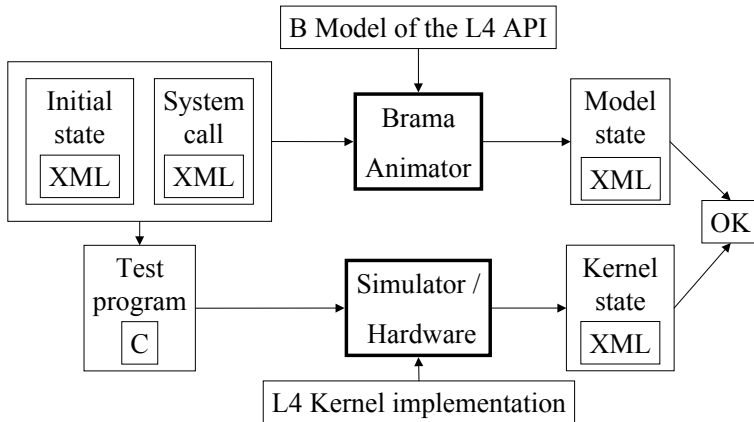 B Model of the L4 API
Initial
state
XML
System
call
XML
Brama
Animator
Model
state
XML
OK
Test
program
C
Simulator /
Hardware
Kernel
state
XML
L4 Kernel implementation